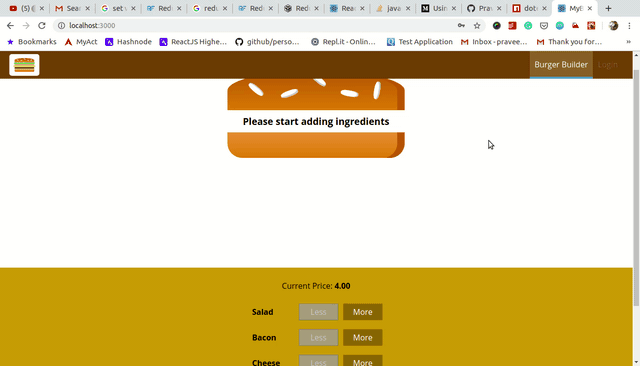 (5) (
Sea
set
Red
redu
Red
Red
Reac
java
Usin
Prav
dotu
MyB
localhost:3000
Bookmarks
MyAct
Hashnode
ReactJS Highe...
github/perso...
Repl.it - Onlin...
Test Application
Inbox - pravee...
Thank you for...
Burger Builder
Login
Please start adding ingredients
Current Price: 4.00
Salad Less More
Bacon Less More
Cheese Less More